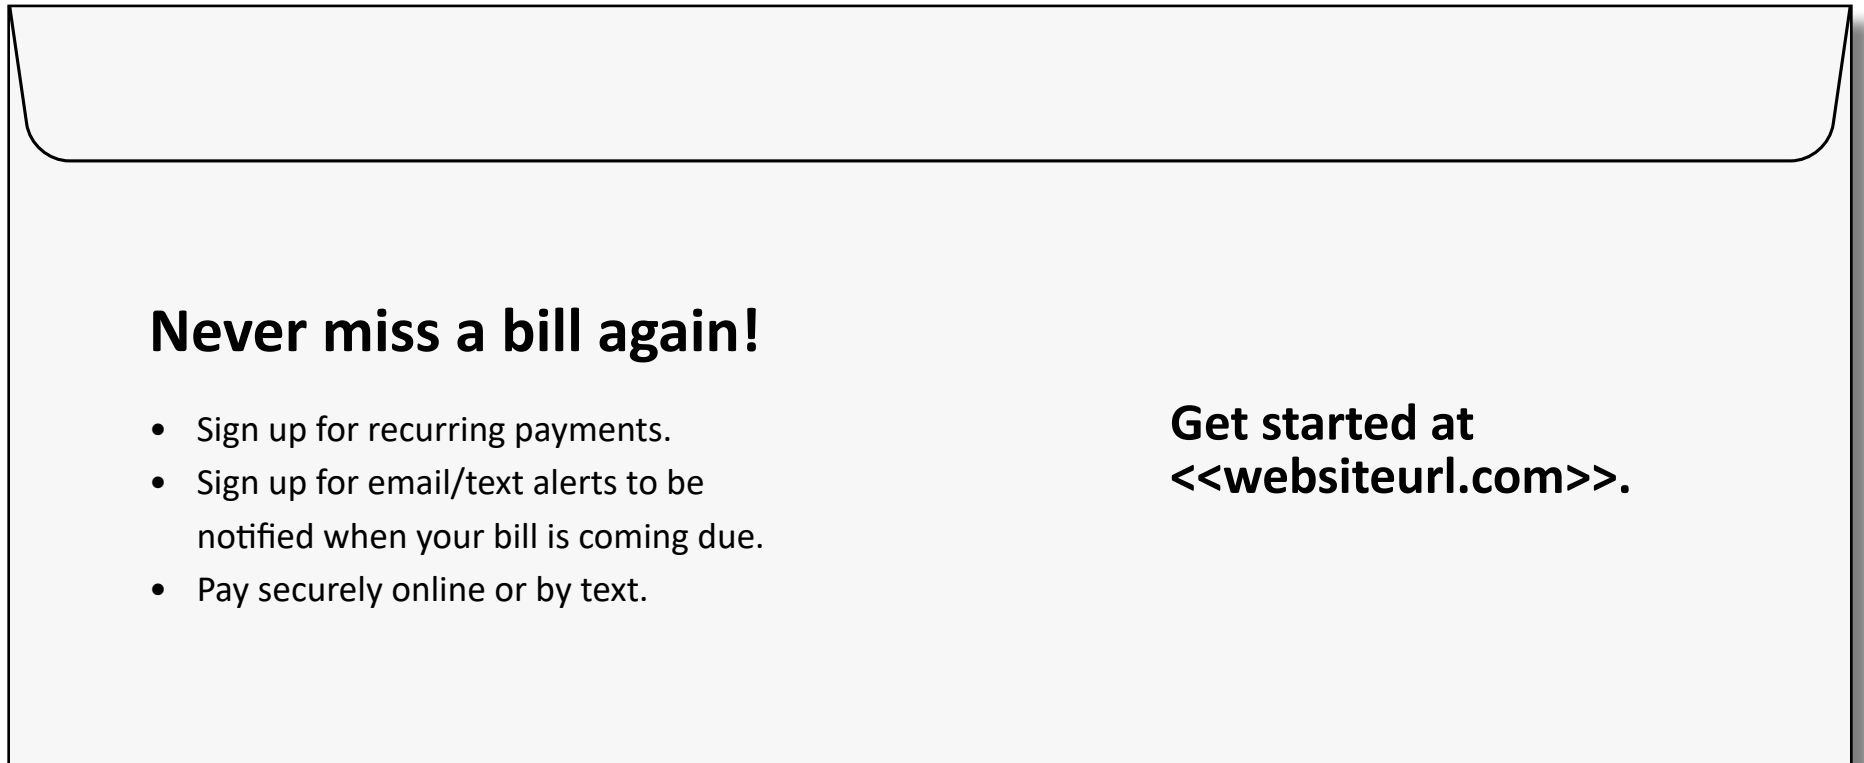 Never miss a bill again!
• Sign up for recurring payments.
• Sign up for email/text alerts to be
notified when your bill is coming due.
• Pay securely online or by text.
Get started at
<<websiteurl.com>>.